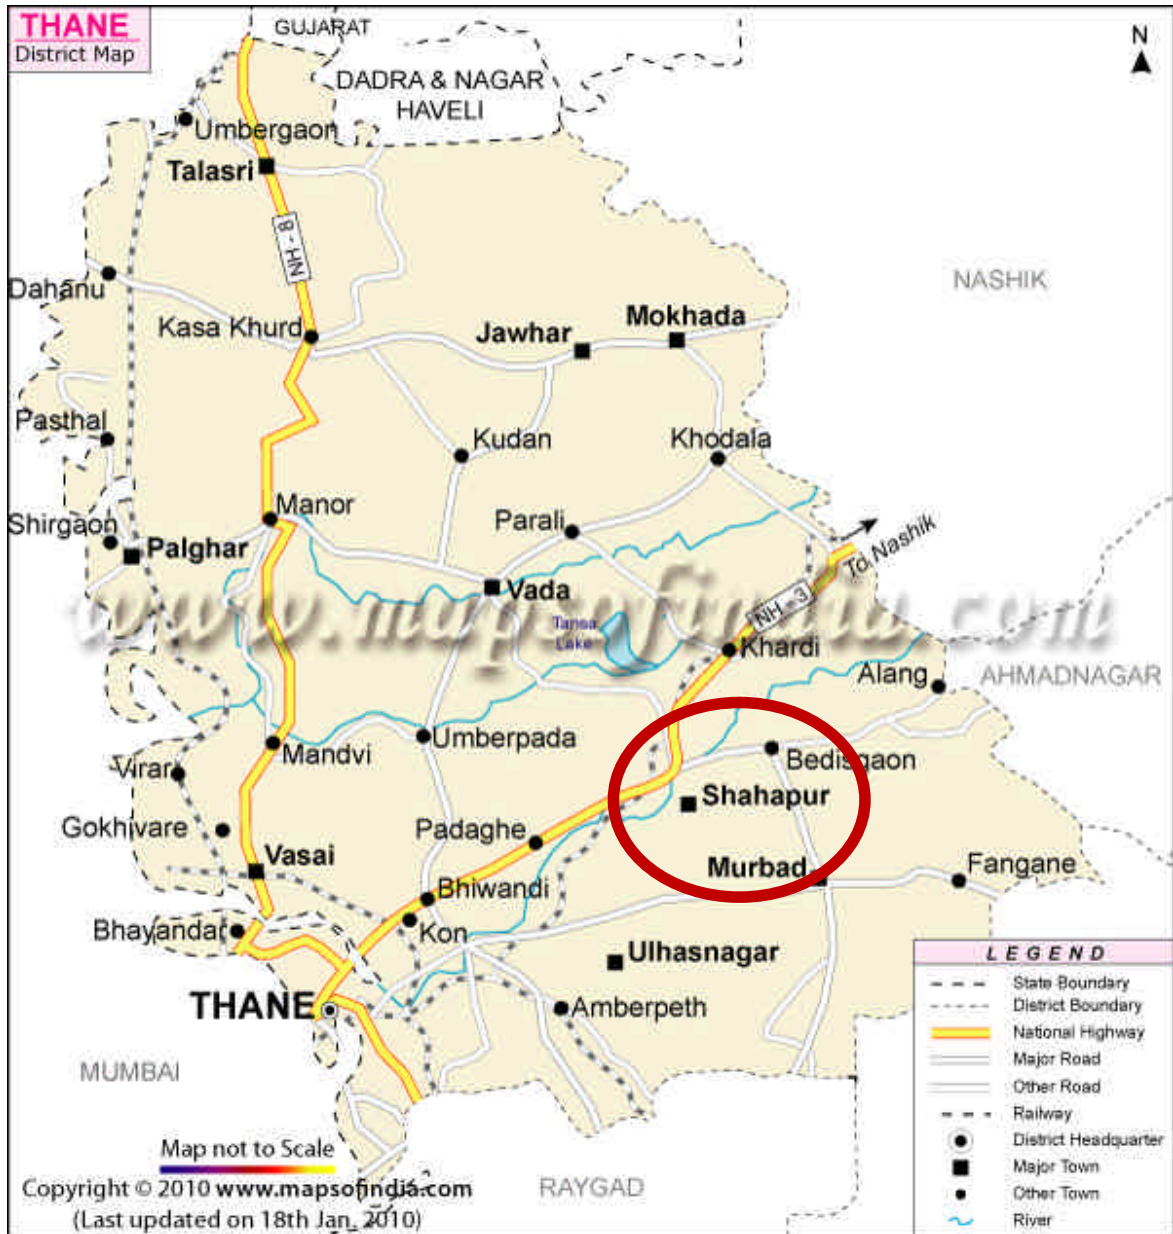 THANE
District Map
GUJARAT
N
DADRA & NAGAR
HAVELI
Umbergaon
Talasri
NH - 8
NASHIK
Dahanu
Kasa Khurd
Jawhar
Mokhada
Pasthal
Kudan
Khodala
Manor
Shirgaon
Parali
Palghar
To Nashik
Vada
NH - 3
www.mapsofindia.com
Tansa
Lake
Khardi
Alang
AHMADNAGAR
Umberpada
Mandvi
Bedisgaon
Virar
Shahapur
Gokhivare
Padaghe
Vasai
Murbad
Fangane
Bhiwandi
Bhayandar
Kon
Ulhasnagar
THANE
Amberpeth
MUMBAI
RAYGAD
LEGEND
State Boundary
District Boundary
National Highway
Major Road
Other Road
Railway
District Headquarter
Major Town
Other Town
River
Map not to Scale
Copyright © 2010 www.mapsofindia.com
(Last updated on 18th Jan, 2010)